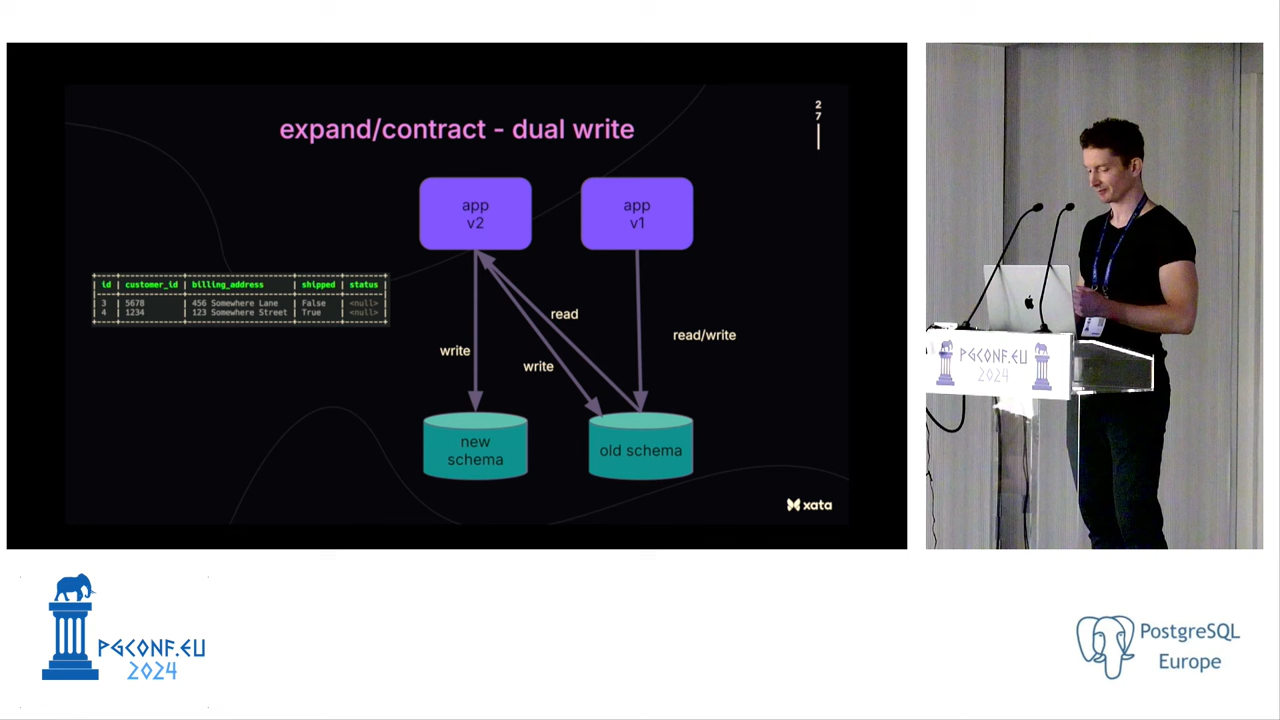 expand/contract - dual write
2
7
app
v2
app
v1
id | customer_id | billing_address | shipped | status
3 | 5678 | 456 Somewhere Lane | False | <null>
4 | 1234 | 123 Somewhere Street | True | <null>
read
read/write
write
write
new
schema
old schema
xata
PGCONF.EU
2024
PGCONF.EU
2024
PostgreSQL
Europe